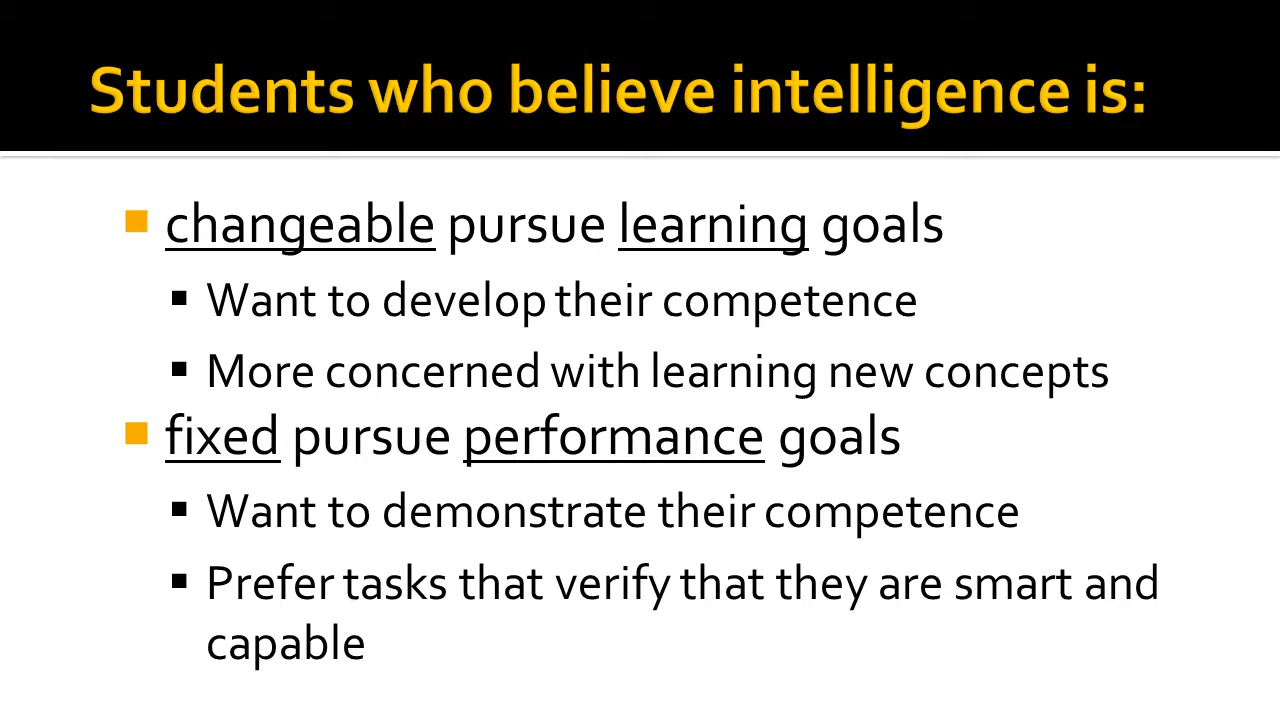 Students who believe intelligence is:
changeable pursue learning goals
Want to develop their competence
More concerned with learning new concepts
fixed pursue performance goals
Want to demonstrate their competence
Prefer tasks that verify that they are smart and
capable